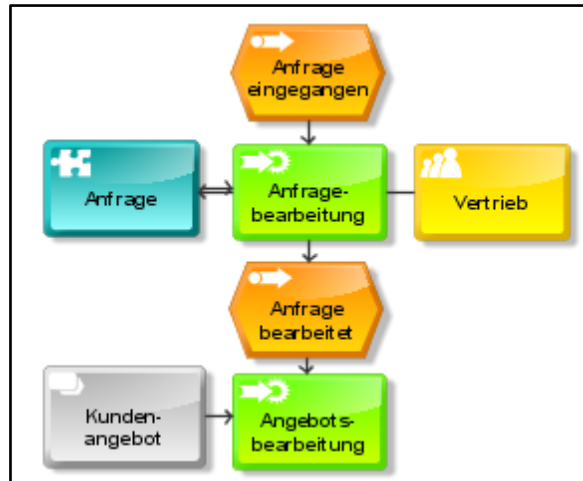 Anfrage
eingegangen
Anfrage
Anfrage-
bearbeitung
Vertrieb
Anfrage
bearbeitet
Kunden-
angebot
Angebots-
bearbeitung